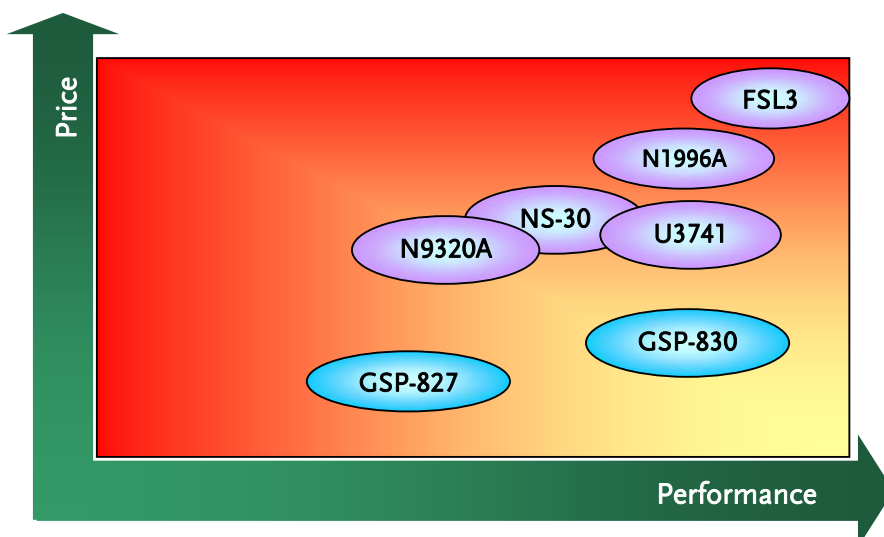 Price
FSL3
N1996A
NS-30
U3741
N9320A
GSP-830
GSP-827
Performance